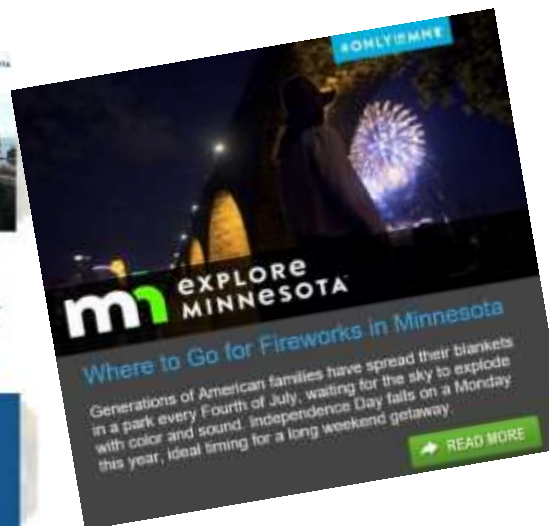 #ONLYINMN
eXPLORe
MINNeSOTA
mn
Where to Go for Fireworks in Minnesota
Generations of American families have spread their blankets
in a park every Fourth of July, waiting for the sky to explode
with color and sound. Independence Day falls on a Monday
this year, ideal timing for a long weekend getaway.
READ MORE